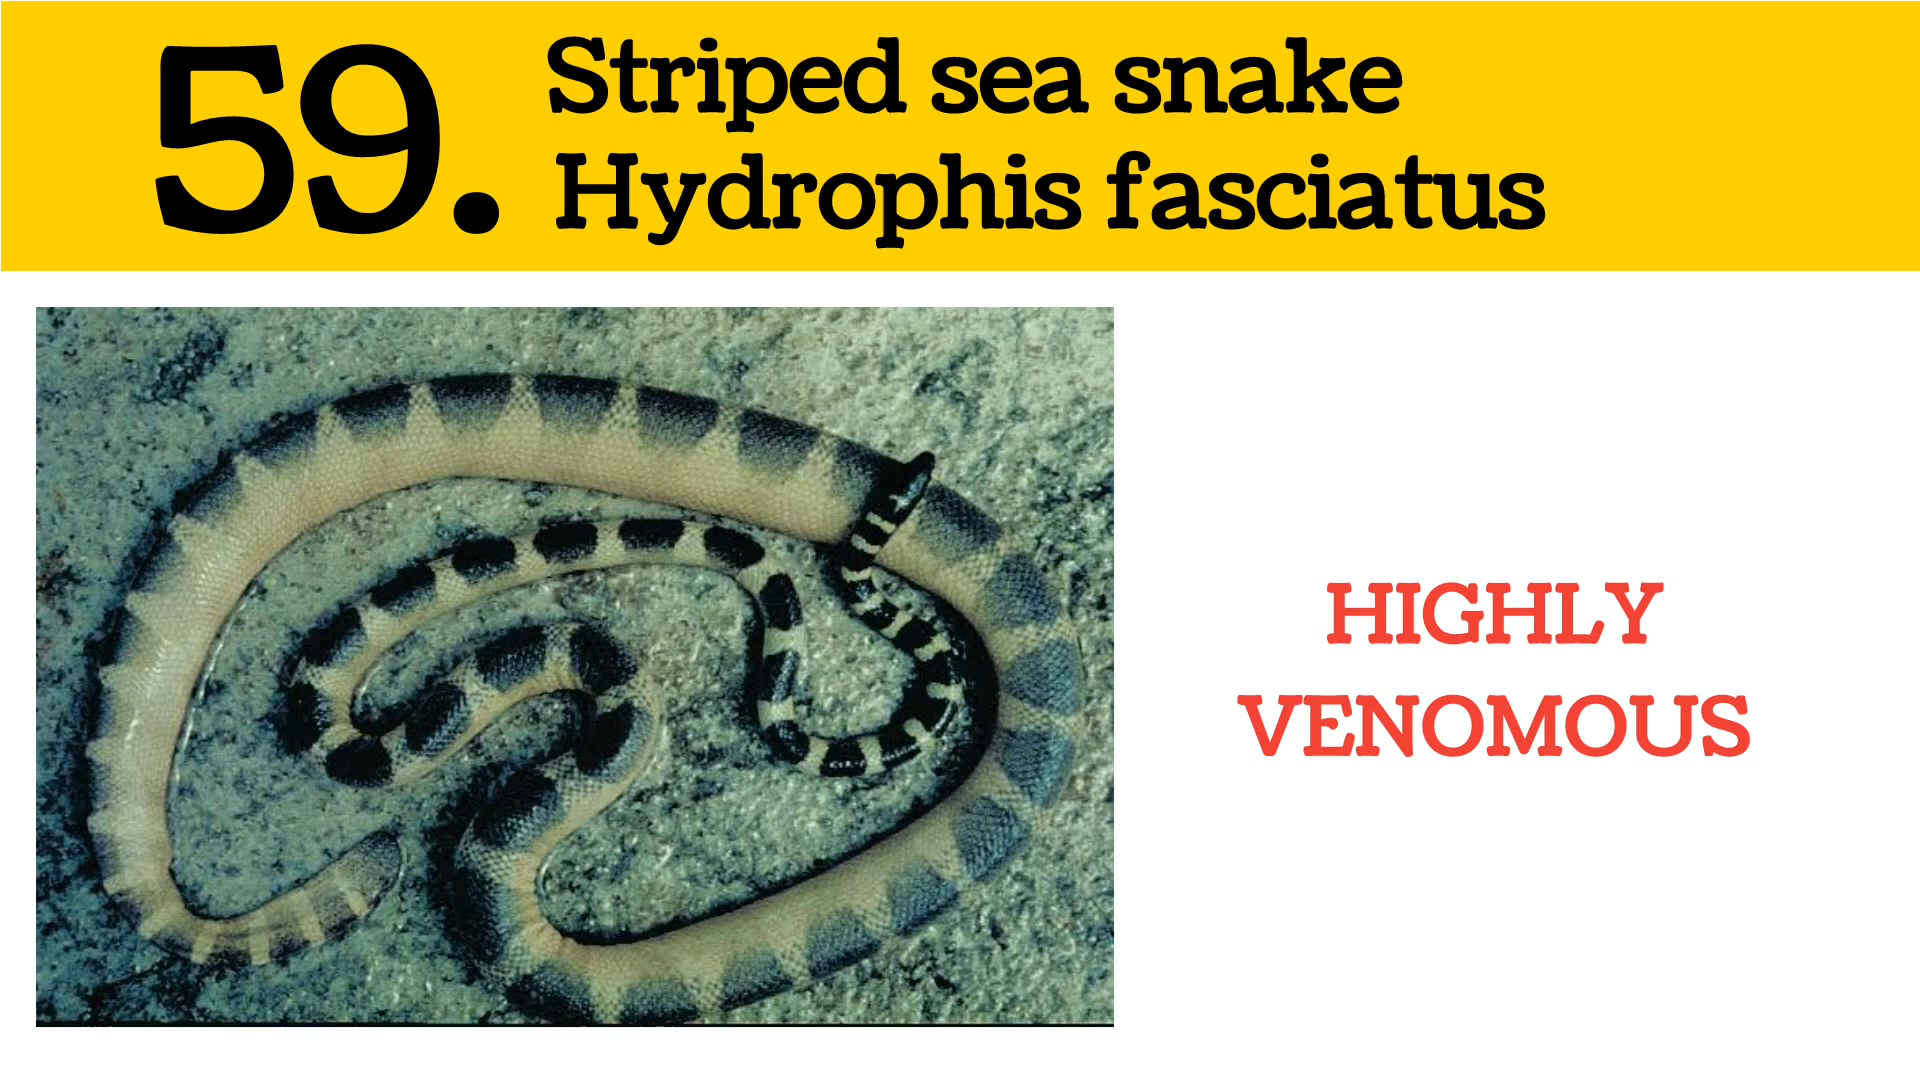 59.
Striped sea snake
Hydrophis fasciatus
HIGHLY
VENOMOUS